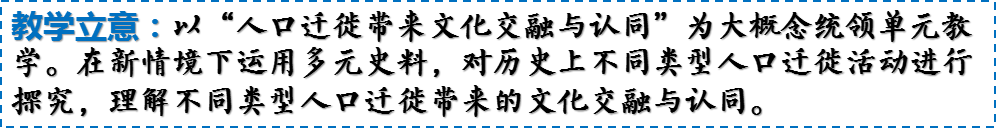 教学立意：以“人口迁徙带来文化交融与认同”为大概念统领单元教
学。在新情境下运用多元史料，对历史上不同类型人口迁徙活动进行
探究，理解不同类型人口迁徙带来的文化交融与认同。